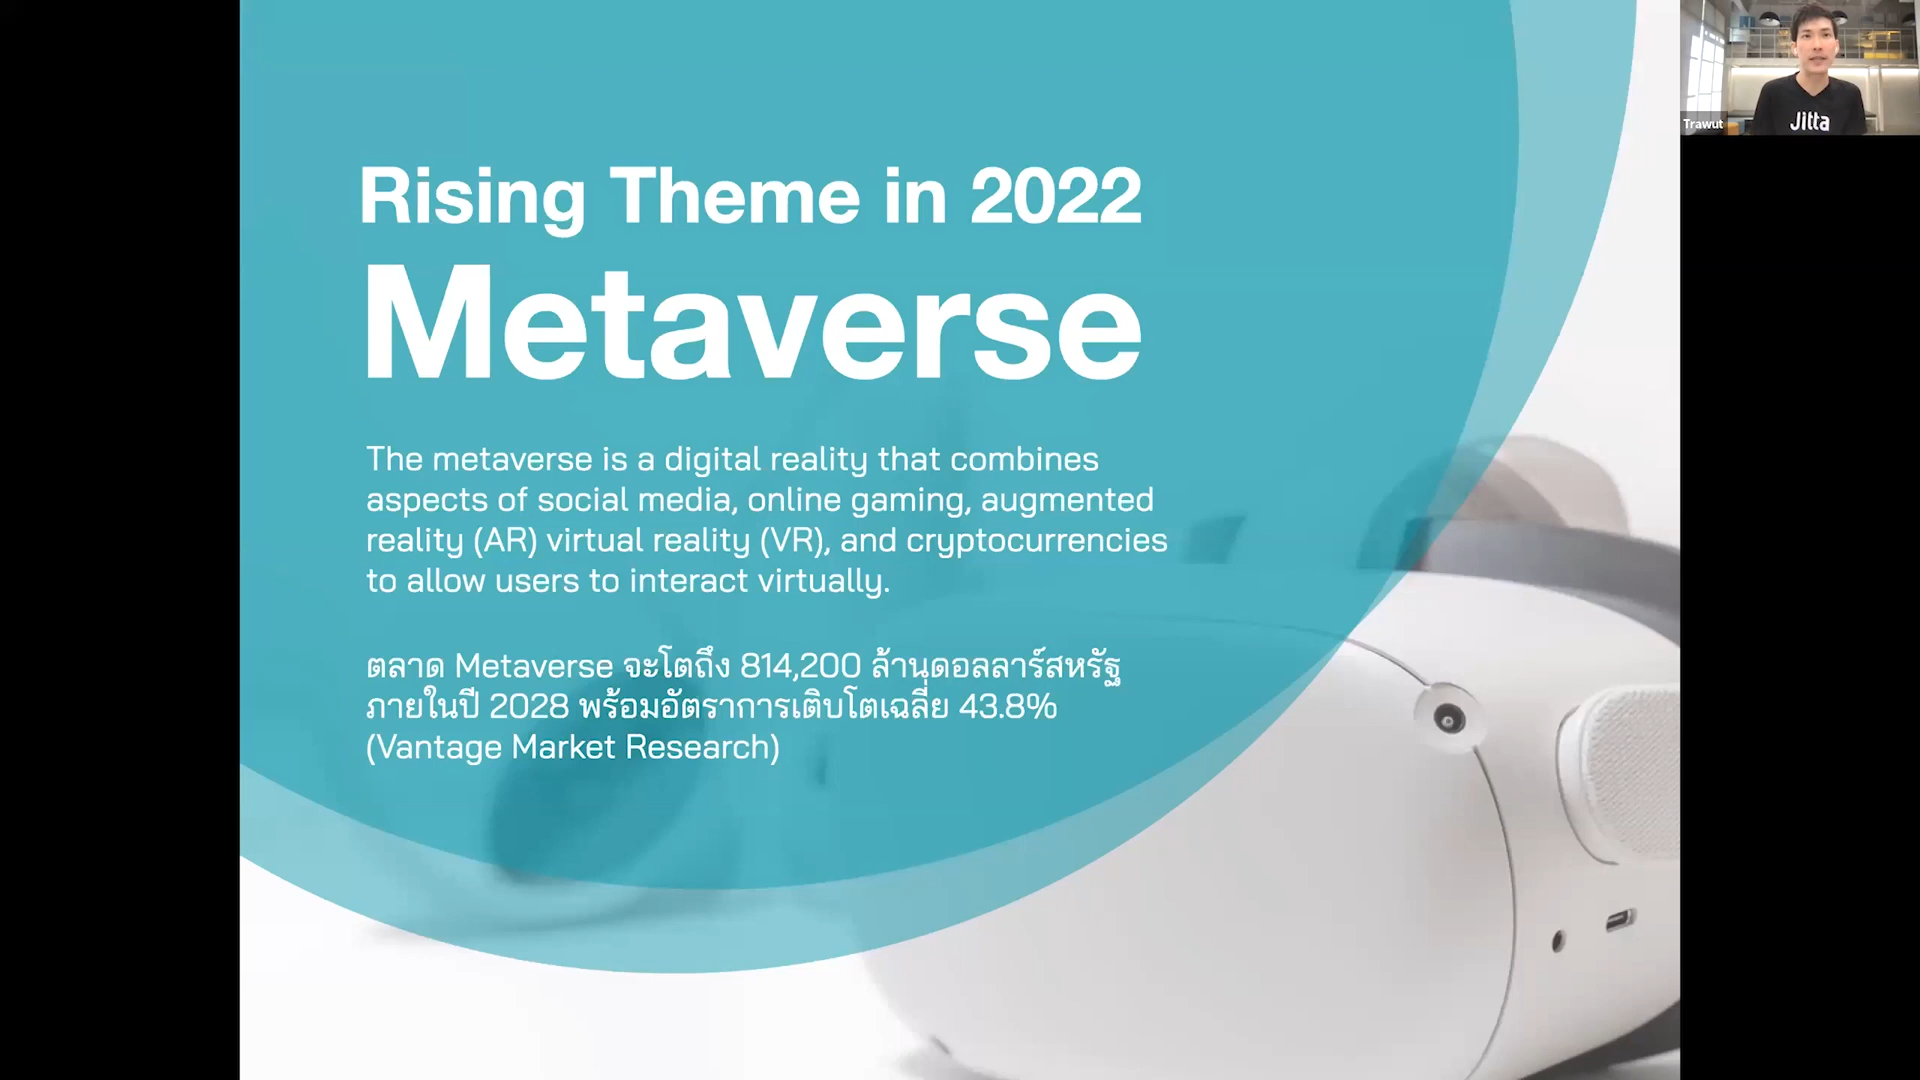 Rising Theme in 2022
Metaverse
The metaverse is a digital reality that combines
aspects of social media, online gaming, augmented
reality (AR) virtual reality (VR), and cryptocurrencies
to allow users to interact virtually.
ตลาด Metaverse จะโตถึง 814,200 ล้านดอลลาร์สหรัฐ
ภายในปี 2028 พร้อมอัตราการเติบโตเฉลี่ย 43.8%
(Vantage Market Research)
Jitta
Trawut